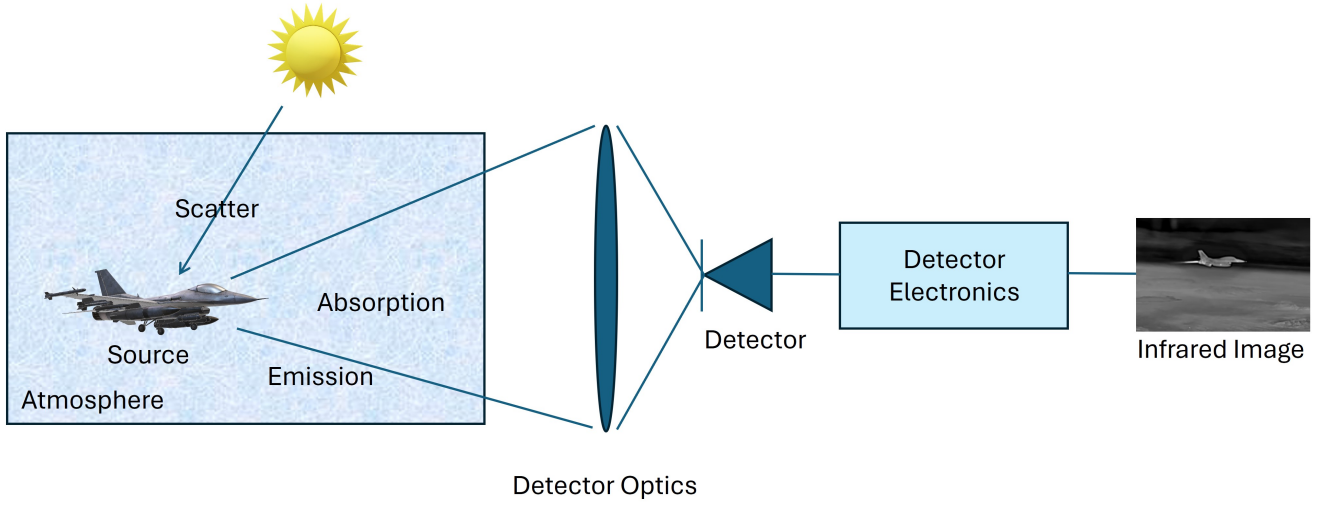 Scatter
Absorption
Source
Emission
Atmosphere
Detector Optics
Detector
Detector
Electronics
Infrared Image